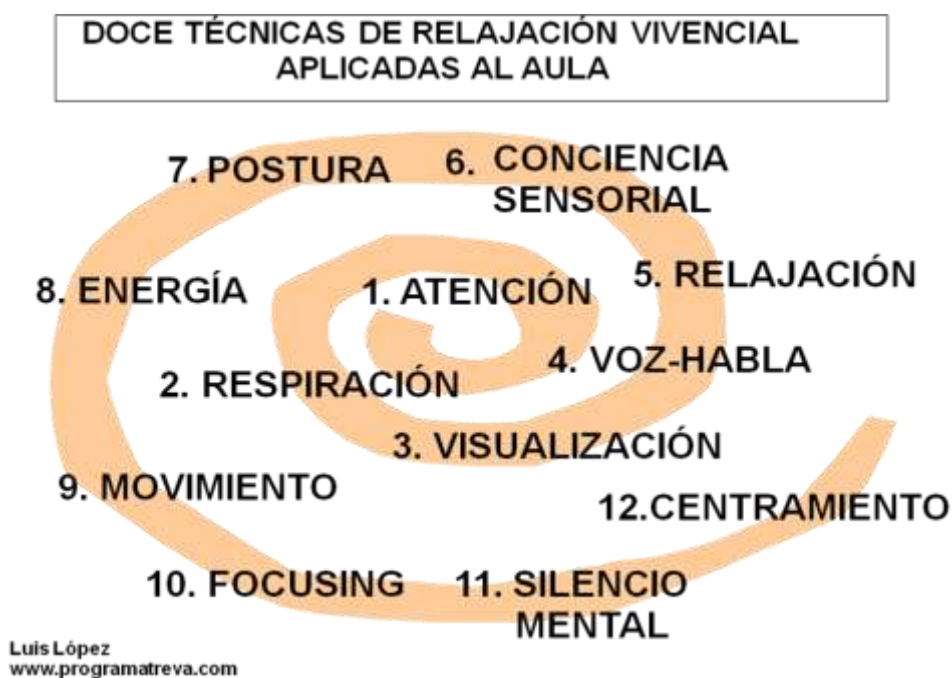 DOCE TÉCNICAS DE RELAJACIÓN VIVENCIAL
APLICADAS AL AULA
1. ATENCIÓN
2. RESPIRACIÓN
3. VISUALIZACIÓN
4. VOZ-HABLA
5. RELAJACIÓN
6. CONCIENCIA
SENSORIAL
7. POSTURA
8. ENERGÍA
9. MOVIMIENTO
10. FOCUSING
11. SILENCIO
MENTAL
12.CENTRAMIENTO
Luis López
www.programatreva.com